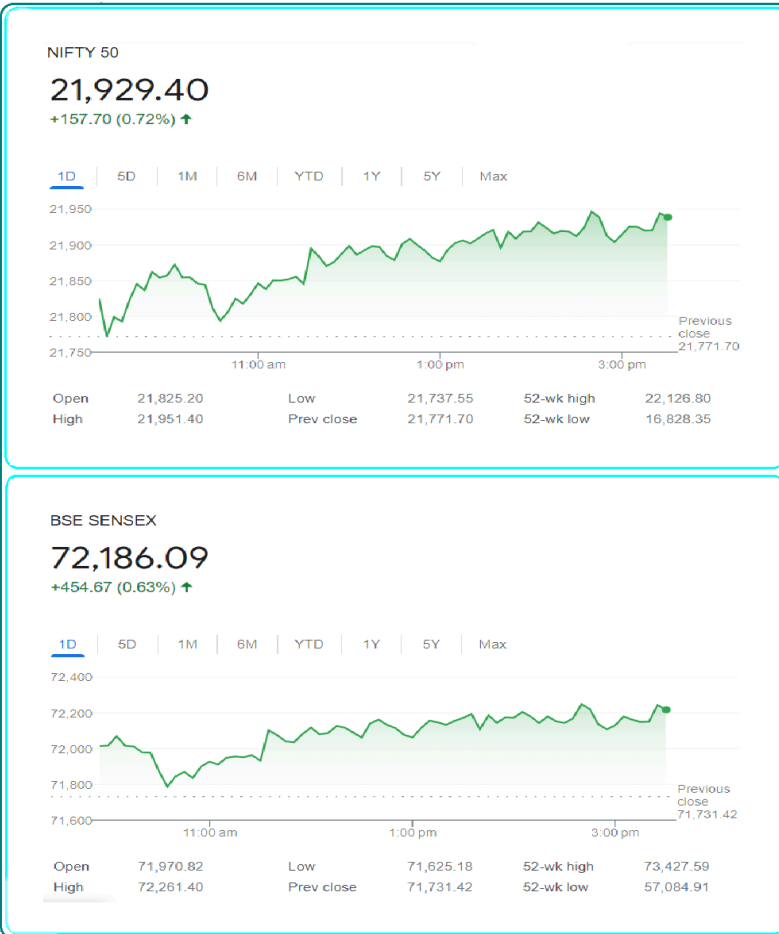 NIFTY 50
21,929.40
+157.70 (0.72%) ↑
1D 5D 1M 6M YTD 1Y 5Y Max
21,950
21,900
21,850
21,800
21,750
Previous
close
21,771.70
11:00 am 1:00 pm 3:00 pm
Open 21,825.20 Low 21,737.55 52-wk high 22,126.80
High 21,951.40 Prev close 21,771.70 52-wk low 16,828.35
BSE SENSEX
72,186.09
+454.67 (0.63%) ↑
1D 5D 1M 6M YTD 1Y 5Y Max
72,400
72,200
72,000
71,800
71,600
Previous
close
71,731.42
11:00 am 1:00 pm 3:00 pm
Open 71,970.82 Low 71,625.18 52-wk high 73,427.59
High 72,261.40 Prev close 71,731.42 52-wk low 57,084.91